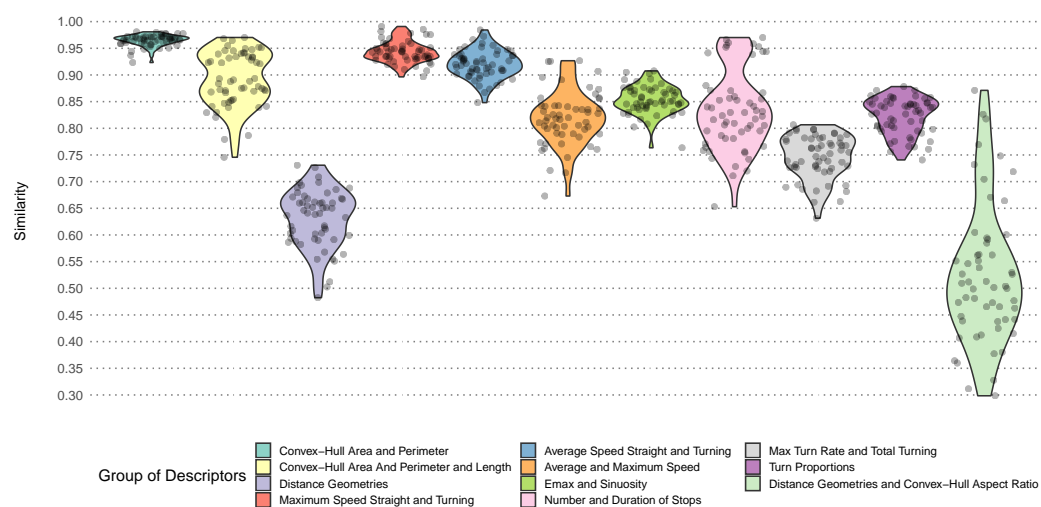 1.00
0.95
0.90
0.85
0.80
0.75
0.70
0.65
0.60
0.55
0.50
0.45
0.40
0.35
0.30
Similarity
Group of Descriptors
Convex−Hull Area and Perimeter
Convex−Hull Area And Perimeter and Length
Distance Geometries
Maximum Speed Straight and Turning
Average Speed Straight and Turning
Average and Maximum Speed
Emax and Sinuosity
Number and Duration of Stops
Max Turn Rate and Total Turning
Turn Proportions
Distance Geometries and Convex−Hull Aspect Ratio